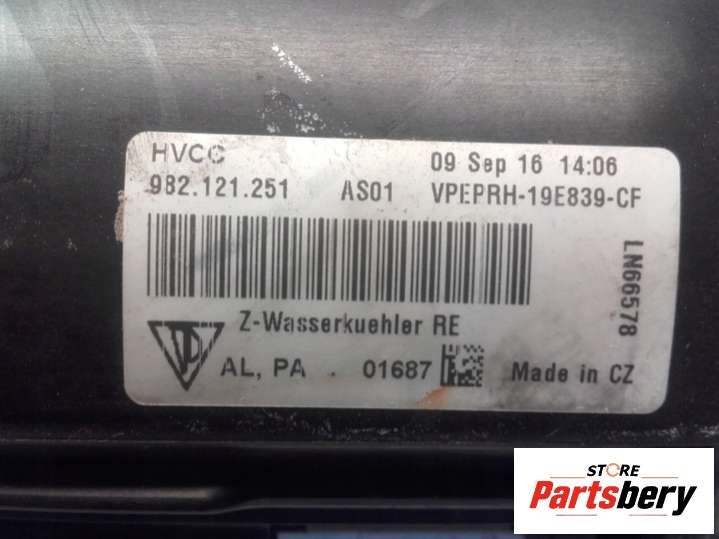 HVCC 09 Sep 16 14:06
982.121.251 AS01 VPEPRH-19E839-CF
LN66578
Z-Wasserkuehler RE
AL, PA . 01687 Made in CZ
STORE
Partsbery